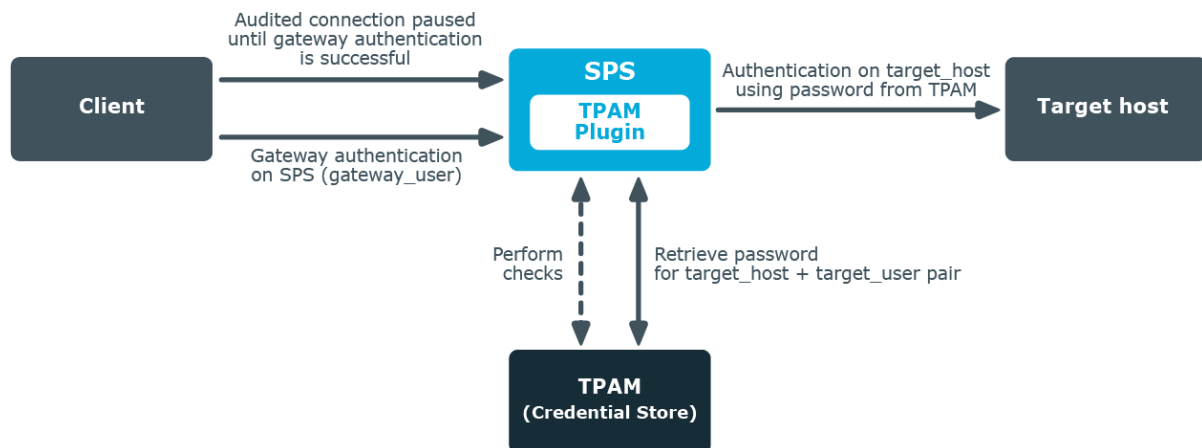 Audited connection paused
until gateway authentication
is successful
Client
Gateway authentication
on SPS (gateway_user)
SPS
TPAM
Plugin
Authentication on target_host
using password from TPAM
Target host
Perform
checks
Retrieve password
for target_host + target_user pair
TPAM
(Credential Store)